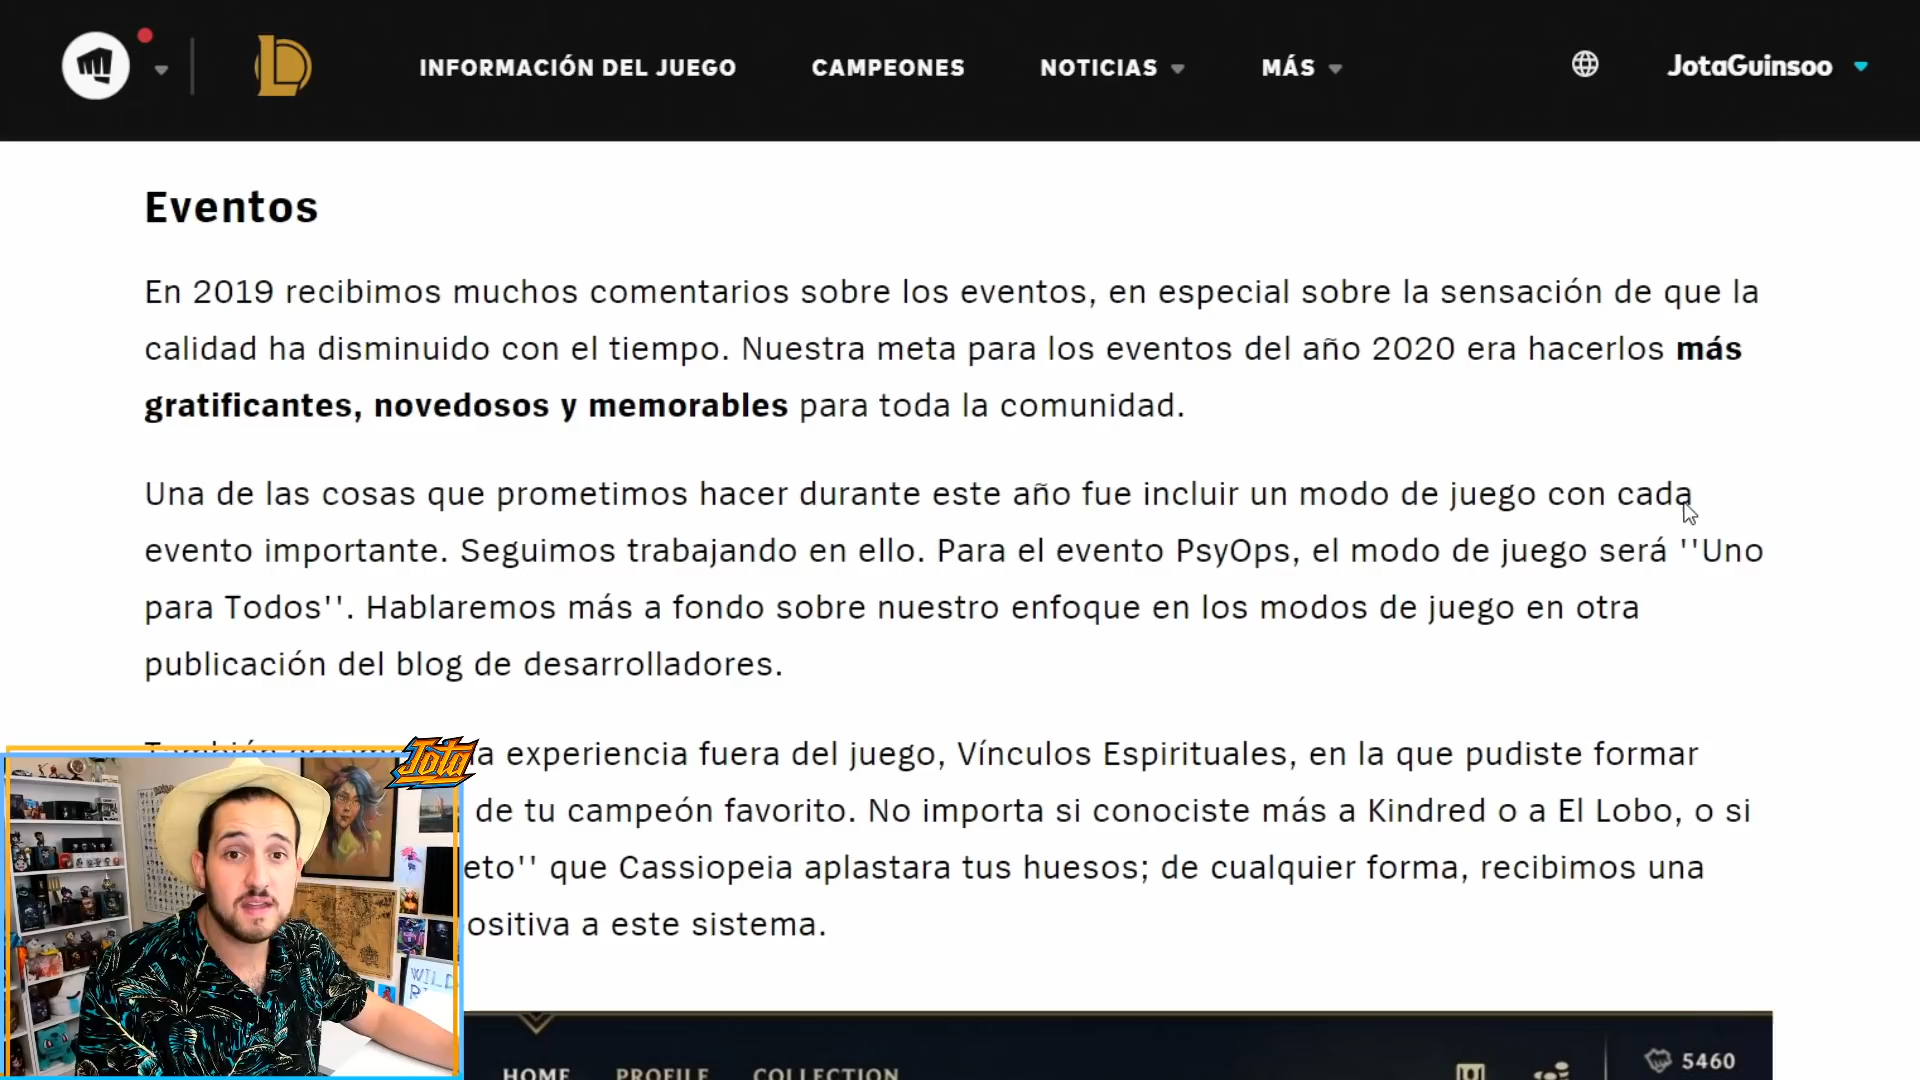 INFORMACIÓN DEL JUEGO CAMPEONES NOTICIAS MÁS JotaGuinsoo
Eventos
En 2019 recibimos muchos comentarios sobre los eventos, en especial sobre la sensación de que la
calidad ha disminuido con el tiempo. Nuestra meta para los eventos del año 2020 era hacerlos más
gratificantes, novedosos y memorables para toda la comunidad.
Una de las cosas que prometimos hacer durante este año fue incluir un modo de juego con cada
evento importante. Seguimos trabajando en ello. Para el evento PsyOps, el modo de juego será ''Uno
para Todos''. Hablaremos más a fondo sobre nuestro enfoque en los modos de juego en otra
publicación del blog de desarrolladores.
También experiencia fuera del juego, Vínculos Espirituales, en la que pudiste formar
Jota
de tu campeón favorito. No importa si conociste más a Kindred o a El Lobo, o si
eto'' que Cassiopeia aplastara tus huesos; de cualquier forma, recibimos una
ositiva a este sistema.
WILD
R
HOME PROFILE COLLECTION 5460